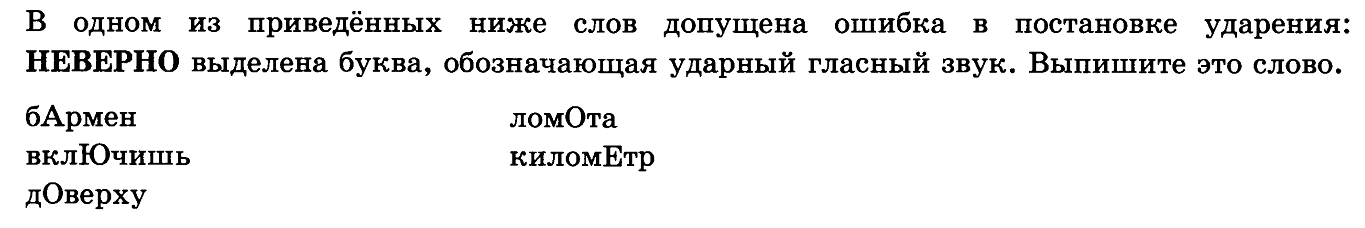 В одном из приведённых ниже слов допущена ошибка в постановке ударения:
НЕВЕРНО выделена буква, обозначающая ударный гласный звук. Выпишите это слово.
бАрмен ломОта
вклЮчишь киломЕтр
дОверху